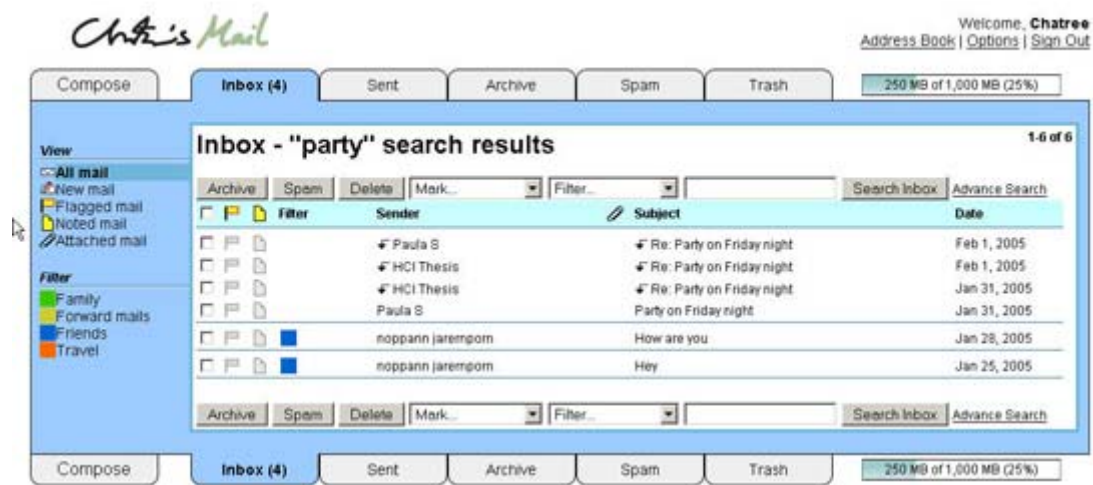 Mail
Welcome, Chatree
Address Book | Options | Sign Out
Compose Inbox (4) Sent Archive Spam Trash 250 MB of 1,000 MB (25%)
Inbox - "party" search results 1-6 of 6
View
All mail
New mail
Flagged mail
Noted mail
Attached mail
Filter
Family
Forward mails
Friends
Travel
Archive Spam Delete Mark... Filter... Search Inbox Advance Search
Filter Sender Subject Date
Paula S Re: Party on Friday night Feb 1, 2005
HCI Thesis Re: Party on Friday night Feb 1, 2005
HCI Thesis Re: Party on Friday night Jan 31, 2005
Paula S Party on Friday night Jan 31, 2005
noppann jarernporn How are you Jan 28, 2005
noppann jarernporn Hey Jan 25, 2005
Archive Spam Delete Mark... Filter... Search Inbox Advance Search
Compose Inbox (4) Sent Archive Spam Trash 250 MB of 1,000 MB (25%)